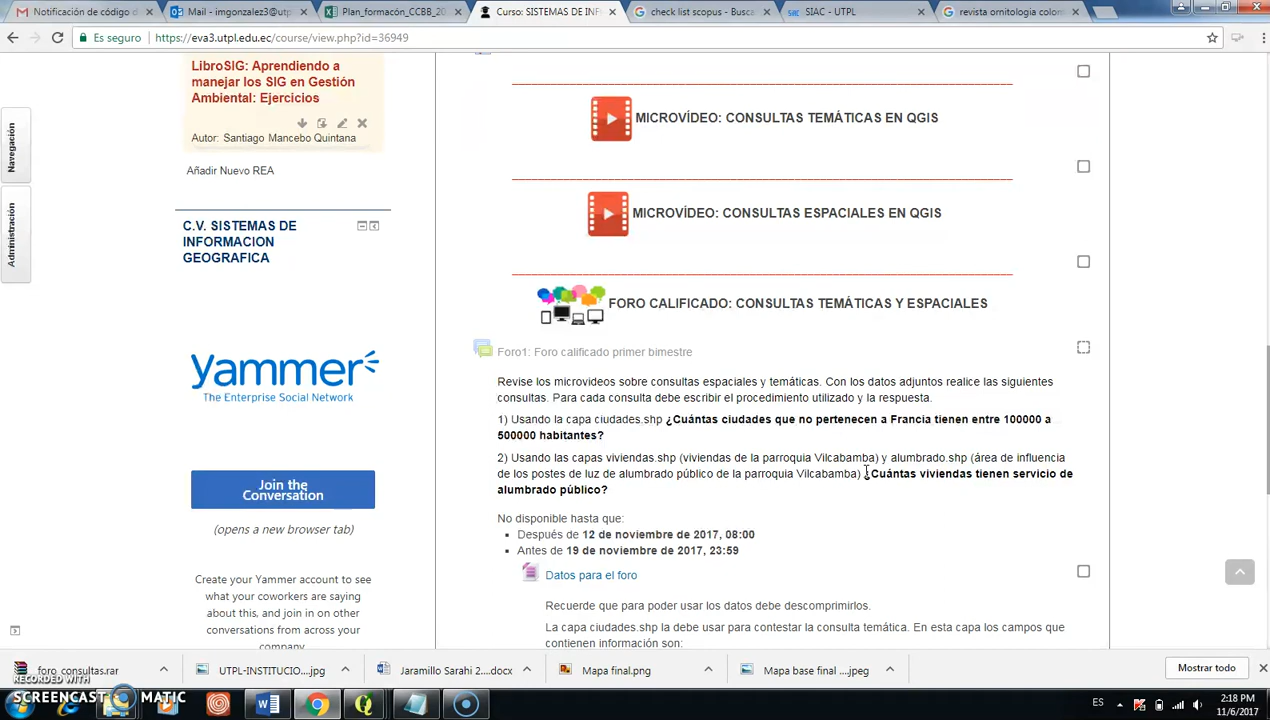 Notificación de código d
Mail - imgonzalez3@utp
Plan_formacón_CCBB_20
Curso: SISTEMAS DE INF
check list scopus - Busca
SIAC - UTPL
revista ornitologia colom
Es seguro
https://eva3.utpl.edu.ec/course/view.php?id=36949
Navegación
Administración
LibroSIG: Aprendiendo a
manejar los SIG en Gestión
Ambiental: Ejercicios
Autor: Santiago Mancebo Quintana
Añadir Nuevo REA
C.V. SISTEMAS DE
INFORMACION
GEOGRAFICA
yammer
The Enterprise Social Network
Join the
Conversation
(opens a new browser tab)
Create your Yammer account to see
what your coworkers are saying
about this, and join in on other
conversations from across your
company.
MICROVÍDEO: CONSULTAS TEMÁTICAS EN QGIS
MICROVÍDEO: CONSULTAS ESPACIALES EN QGIS
FORO CALIFICADO: CONSULTAS TEMÁTICAS Y ESPACIALES
Foro1: Foro calificado primer bimestre
Revise los microvideos sobre consultas espaciales y temáticas. Con los datos adjuntos realice las siguientes
consultas. Para cada consulta debe escribir el procedimiento utilizado y la respuesta.
1) Usando la capa ciudades.shp ¿Cuántas ciudades que no pertenecen a Francia tienen entre 100000 a
500000 habitantes?
2) Usando las capas viviendas.shp (viviendas de la parroquia Vilcabamba) y alumbrado.shp (área de influencia
de los postes de luz de alumbrado público de la parroquia Vilcabamba) ¿Cuántas viviendas tienen servicio de
alumbrado público?
No disponible hasta que:
• Después de 12 de noviembre de 2017, 08:00
• Antes de 19 de noviembre de 2017, 23:59
Datos para el foro
Recuerde que para poder usar los datos debe descomprimirlos.
La capa ciudades.shp la debe usar para contestar la consulta temática. En esta capa los campos que
contienen información son:
foro_consultas.rar
UTPL-INSTITUCIO....jpg
Jaramillo Sarahi 2....docx
Mapa final.png
Mapa base final ....jpeg
Mostrar todo
RECORDED WITH
SCREENCAST MATIC
ES
2:18 PM
11/6/2017